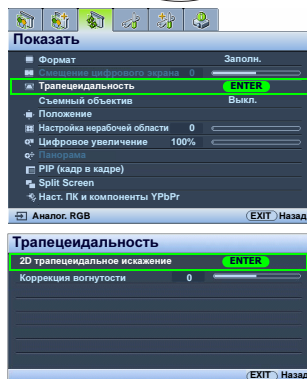 Показать
Формат Заполн.
Смещение цифрового экрана 0
Трапецеидальность ENTER
Съемный объектив Выкл.
Положение
Настройка нерабочей области 0
Цифровое увеличение 100%
Панорама
PIP (кадр в кадре)
Split Screen
Наст. ПК и компоненты YPbPr
Аналог. RGB EXIT Назад
Трапецеидальность
2D трапецеидальное искажение ENTER
Коррекция вогнутости 0
EXIT Назад